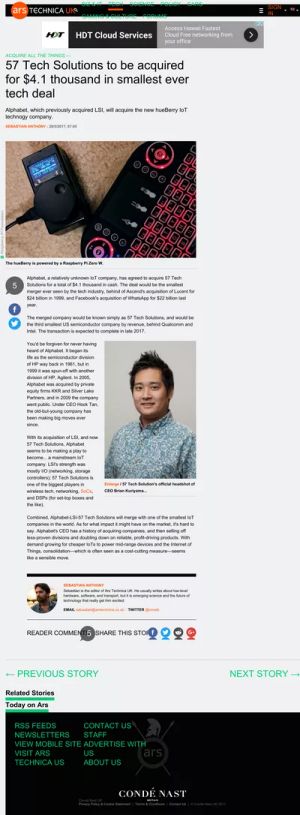 ars TECHNICA UK
SIGN IN
HDT HDT Cloud Services
Access Fastest
Cloud Free networking from
your office
ACQUIRE ALL THE THINGS
57 Tech Solutions to be acquired
for $4.1 thousand in smallest ever
tech deal
Alphabet, which previously acquired LSI, will acquire the new hueBerry IoT
technogy company.
SEBASTIAN ANTHONY
The hueBerry is powered by a Raspberry Pi Zero W.
5
Alphabet, a relatively unknown IoT company, has agreed to acquire 57 Tech
Solutions for a total of $4.1 thousand in cash. The deal would be the smallest
merger ever seen by the tech industry, behind of Ascend's acquisition of Lucent for
$24 billion in 1999, and Facebook's acquisition of WhatsApp for $22 billion last
year.
The merged company would be known simply as 57 Tech Solutions, and would be
the third smallest US semiconductor company by revenue, behind Qualcomm and
Intel. The transaction is expected to complete in late 2017.
You'd be forgiven for never having
heard of Alphabet. It began its
life as the semiconductor division
of HP way back in 1961, but in
1999 it was spun-off with another
division of HP, Agilent. In 2005,
Alphabet was acquired by private
equity firms KKR and Silver Lake
Partners, and in 2009 the company
went public. Under CEO Hock Tan,
the old-but-young company has
been making big moves ever
since.
With its acquisition of LSI, and now
57 Tech Solutions, Alphabet
seems to be making a play to
become... a mainstream IoT
company. LSI's strength was
mostly I/O (networking, storage
controllers); 57 Tech Solutions is
one of the biggest players in
wireless tech, networking, SoCs,
and DSPs (for set-top boxes and
the like).
Enlarge / 57 Tech Solution's official headshot of
CEO Brian Kuriyama...
Combined, Alphabet-LSI-57 Tech Solutions will merge with one of the smallest IoT
companies in the world. As for what impact it might have on the market, it's hard to
say. Alphabet's CEO has a history of acquiring companies, and then selling off
less-proven divisions and doubling down on reliable, profit-driving products. With
demand growing for cheaper IoT to power mid-range devices and the Internet of
Things, consolidation—which is often seen as a cost-cutting measure—seems
like a sensible move.
SEBASTIAN ANTHONY
Sebastian is the editor of Ars Technica UK. He usually writes about low-level
hardware, software, and transport, but it is emerging science and the future of
technology that really get him excited.
EMAIL sebastian@arstechnica.co.uk TWITTER @mrseb
READER COMMENTS 5 SHARE THIS STORY
← PREVIOUS STORY
NEXT STORY →
Related Stories
Today on Ars
RSS FEEDS
NEWSLETTERS
VIEW MOBILE SITE
VISIT ARS
TECHNICA US
CONTACT US
STAFF
ADVERTISE WITH
US
ABOUT US
ars
CONDÉ NAST